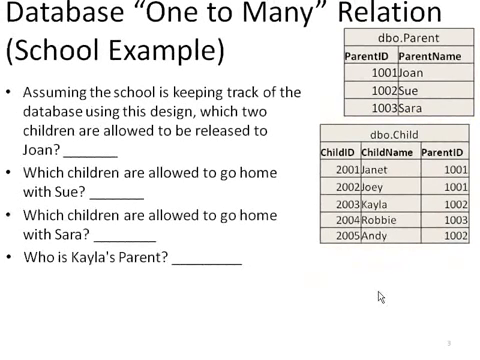 Database “One to Many” Relation
(School Example)
• Assuming the school is keeping track of the
database using this design, which two
children are allowed to be released to
Joan? _______
• Which children are allowed to go home
with Sue? _______
• Which children are allowed to go home
with Sara? ________
• Who is Kayla's Parent? _________
dbo.Parent
ParentID ParentName
1001 Joan
1002 Sue
1003 Sara
dbo.Child
ChildID ChildName ParentID
2001 Janet 1001
2002 Joey 1001
2003 Kayla 1002
2004 Robbie 1003
2005 Andy 1002